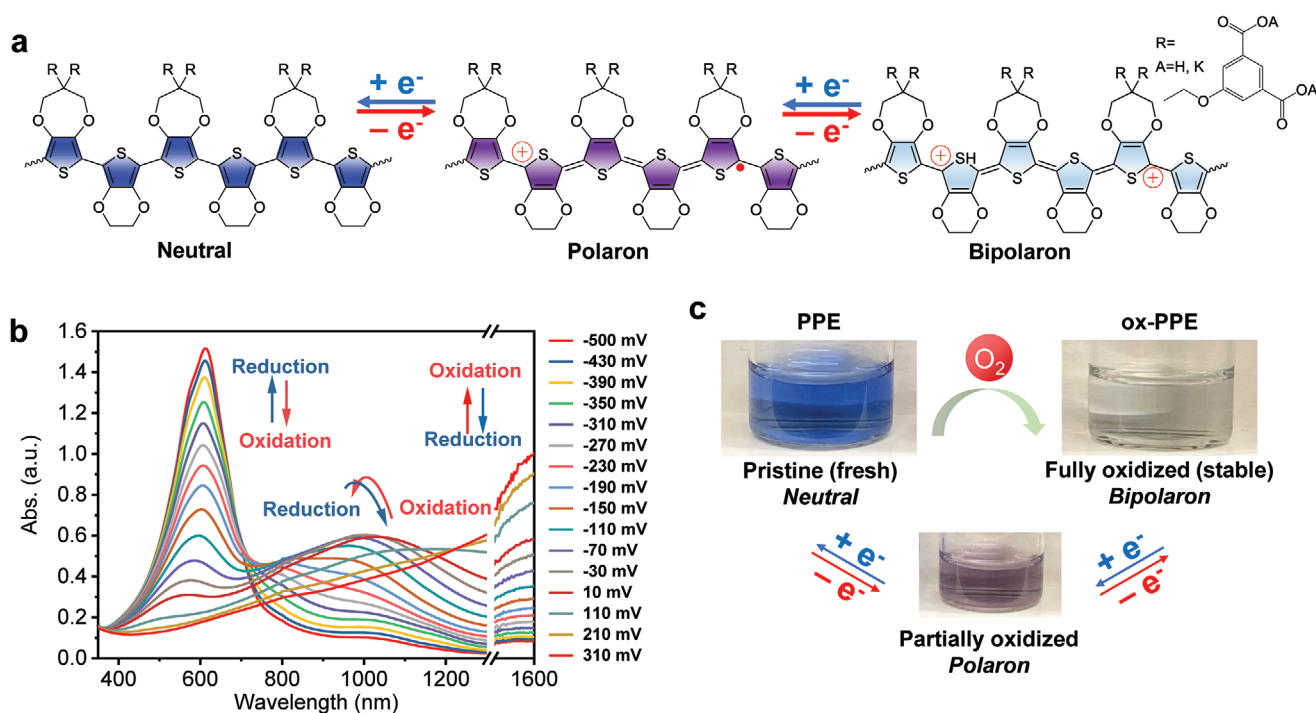 a
R R R R R R
+ e⁻
− e⁻
R R R R R R
+ e⁻
− e⁻
R R R R R R
R=
A=H, K
O
OA
O
OA
O
O O O O O O
S S S S S S
O O O O O O
Neutral
O O O O O O
+
S S S S S S
O O O O O O
Polaron
O O O O O O
+
S SH S S S S
+
O O O O O O
Bipolaron
b
Abs. (a.u.)
1.6
1.4
1.2
1.0
0.8
0.6
0.4
0.2
0.0
Reduction
Oxidation
Oxidation
Reduction
Reduction
Oxidation
-500 mV
-430 mV
-390 mV
-350 mV
-310 mV
-270 mV
-230 mV
-190 mV
-150 mV
-110 mV
-70 mV
-30 mV
10 mV
110 mV
210 mV
310 mV
400 600 800 1000 1200 1600
Wavelength (nm)
c
PPE
ox-PPE
O₂
Pristine (fresh)
Neutral
Fully oxidized (stable)
Bipolaron
+ e⁻
− e⁻
+ e⁻
− e⁻
Partially oxidized
Polaron